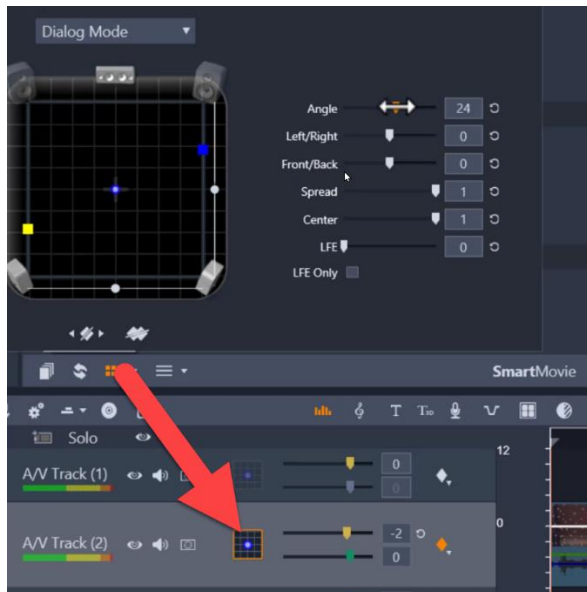 Dialog Mode
Angle 24
Left/Right 0
Front/Back 0
Spread 1
Center 1
LFE 0
LFE Only
SmartMovie
T T3D
Solo
12
A/V Track (1) 0
0
0
A/V Track (2) -2
0